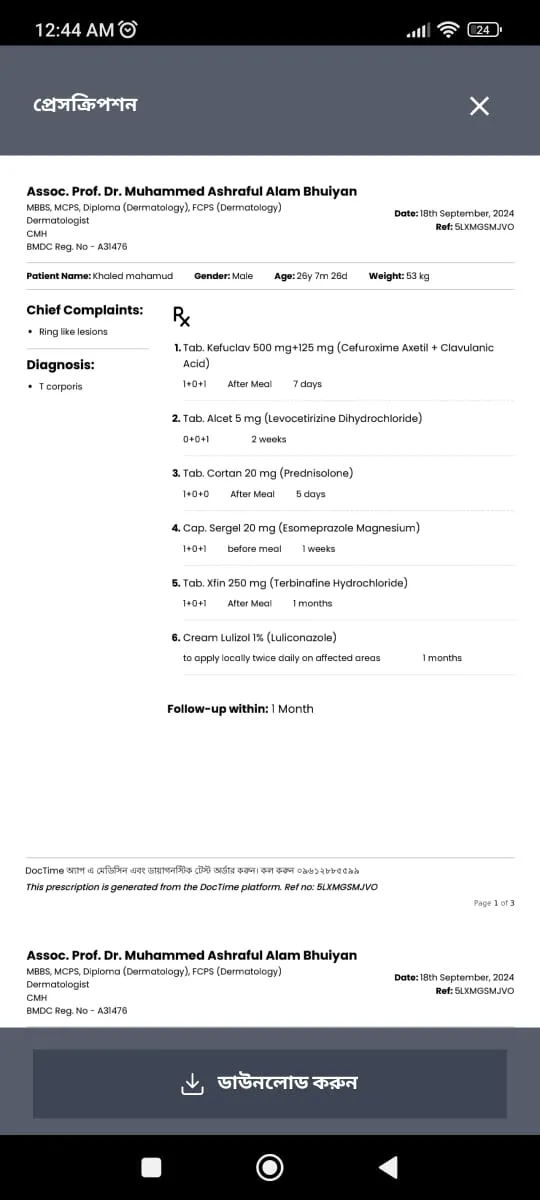 12:44 AM
24
প্রেসক্রিপশন
Assoc. Prof. Dr. Muhammed Ashraful Alam Bhuiyan
MBBS, MCPS, Diploma (Dermatology), FCPS (Dermatology)
Dermatologist
CMH
BMDC Reg. No - A31476
Date: 18th September, 2024
Ref: 5LXMGSMJVO
Patient Name: Khaled mahamud Gender: Male Age: 26y 7m 26d Weight: 53 kg
Chief Complaints:
• Ring like lesions
Diagnosis:
• T corporis
Rx
1. Tab. Kefuclav 500 mg+125 mg (Cefuroxime Axetil + Clavulanic
Acid)
1+0+1 After Meal 7 days
2. Tab. Alcet 5 mg (Levocetirizine Dihydrochloride)
0+0+1 2 weeks
3. Tab. Cortan 20 mg (Prednisolone)
1+0+0 After Meal 5 days
4. Cap. Sergel 20 mg (Esomeprazole Magnesium)
1+0+1 before meal 1 weeks
5. Tab. Xfin 250 mg (Terbinafine Hydrochloride)
1+0+1 After Meal 1 months
6. Cream Lulizol 1% (Luliconazole)
to apply locally twice daily on affected areas 1 months
Follow-up within: 1 Month
DocTime অ্যাপ এ মেডিসিন এবং ডায়াগনস্টিক টেস্ট অর্ডার করুন। কল করুন ০৯৬১২৮৮৫৫৯৯
This prescription is generated from the DocTime platform. Ref no: 5LXMGSMJVO
Page 1 of 3
Assoc. Prof. Dr. Muhammed Ashraful Alam Bhuiyan
MBBS, MCPS, Diploma (Dermatology), FCPS (Dermatology)
Dermatologist
CMH
BMDC Reg. No - A31476
Date: 18th September, 2024
Ref: 5LXMGSMJVO
ডাউনলোড করুন